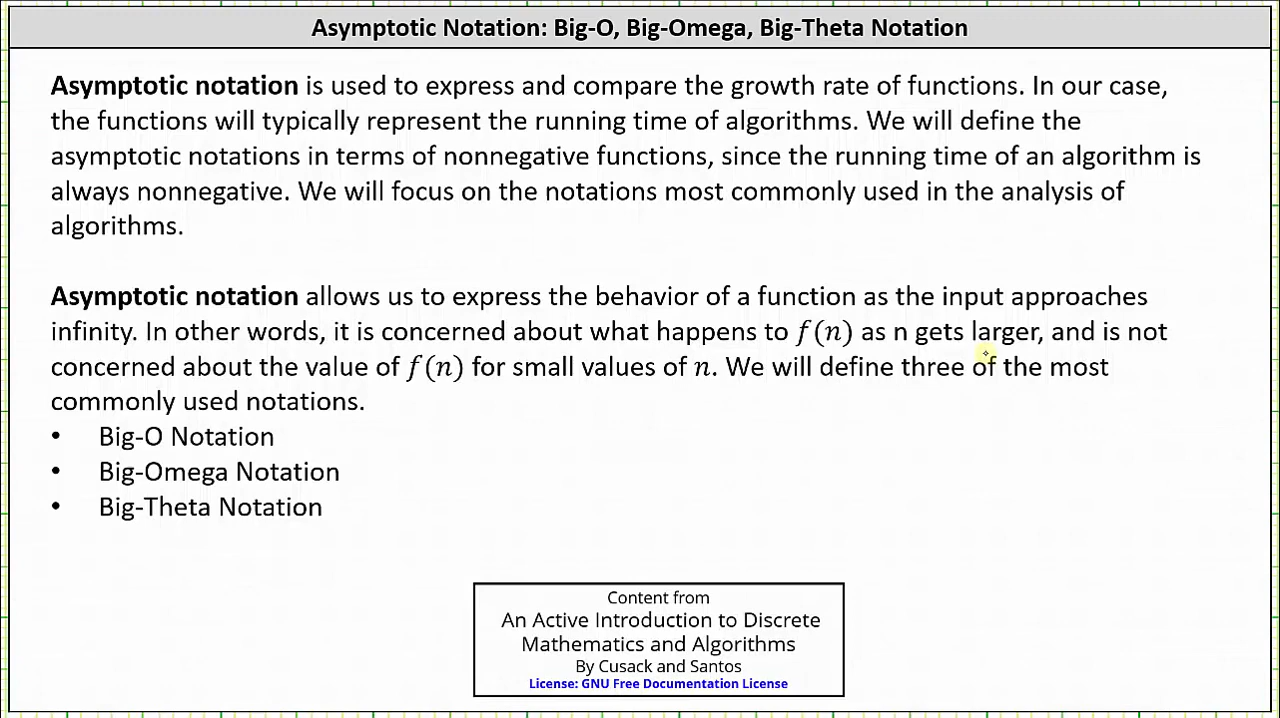 Asymptotic Notation: Big-O, Big-Omega, Big-Theta Notation
Asymptotic notation is used to express and compare the growth rate of functions. In our case,
the functions will typically represent the running time of algorithms. We will define the
asymptotic notations in terms of nonnegative functions, since the running time of an algorithm is
always nonnegative. We will focus on the notations most commonly used in the analysis of
algorithms.
Asymptotic notation allows us to express the behavior of a function as the input approaches
infinity. In other words, it is concerned about what happens to f(n) as n gets larger, and is not
concerned about the value of f(n) for small values of n. We will define three of the most
commonly used notations.
• Big-O Notation
• Big-Omega Notation
• Big-Theta Notation
Content from
An Active Introduction to Discrete
Mathematics and Algorithms
By Cusack and Santos
License: GNU Free Documentation License